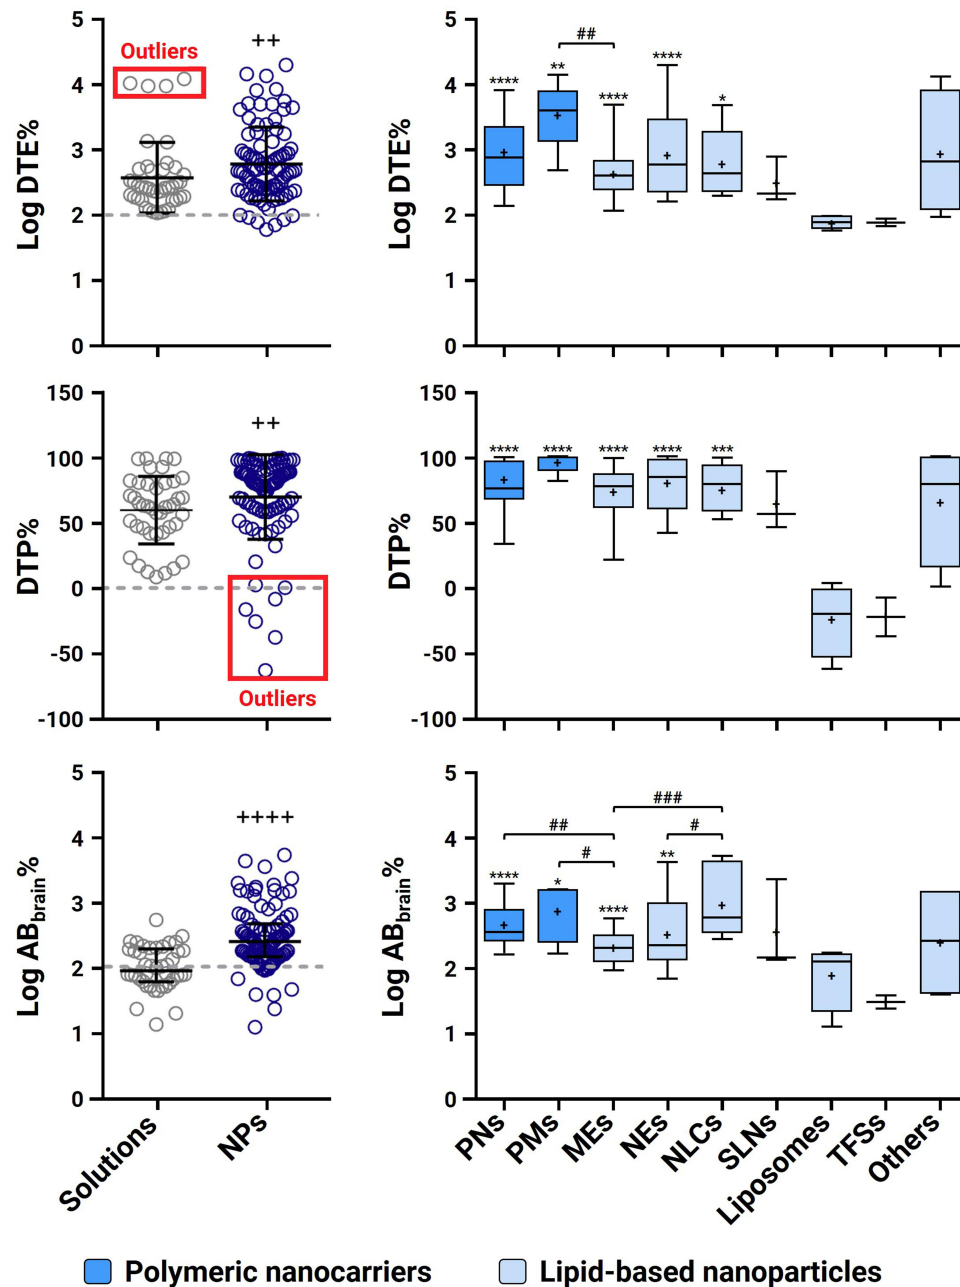 Log DTE%
5
4
3
2
1
0
Outliers
++
Log DTE%
5
4
3
2
1
0
****
**
##
****
****
*
DTP%
150
100
50
0
-50
-100
++
Outliers
DTP%
150
100
50
0
-50
-100
****
****
****
****
***
Log ABbrain%
5
4
3
2
1
0
++++
Solutions
NPs
Log ABbrain%
5
4
3
2
1
0
****
##
*
#
****
###
**
#
PNs
PMs
MEs
NEs
NLCs
SLNs
Liposomes
TFSs
Others
Polymeric nanocarriers
Lipid-based nanoparticles